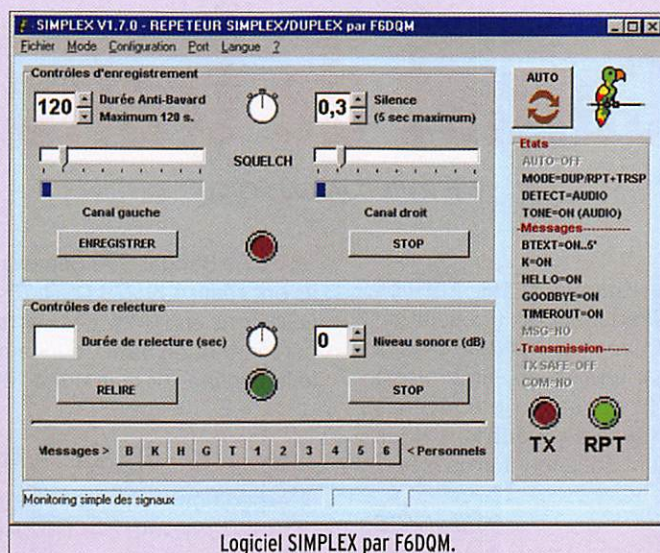 SIMPLEX V1.7.0 - REPETEUR SIMPLEX/DUPLEX par F6DQM
Fichier Mode Configuration Port Langue ?
Contrôles d'enregistrement
120 Durée Anti-Bavard
Maximum 120 s.
0,3 Silence
(5 sec maximum)
SQUELCH
Canal gauche
Canal droit
ENREGISTRER
STOP
Contrôles de relecture
Durée de relecture (sec)
0 Niveau sonore (dB)
RELIRE
STOP
Messages > B K H G T 1 2 3 4 5 6 < Personnels
Monitoring simple des signaux
AUTO
Etats
AUTO=OFF
MODE=DUP/RPT+TRSP
DETECT=AUDIO
TONE=ON (AUDIO)
-Messages----------
BTEXT=ON..5'
K=ON
HELLO=ON
GOODBYE=ON
TIMEROUT=ON
MSG=NO
-Transmission------
TX SAFE=OFF
COM:NO
TX RPT
Logiciel SIMPLEX par F6DQM.